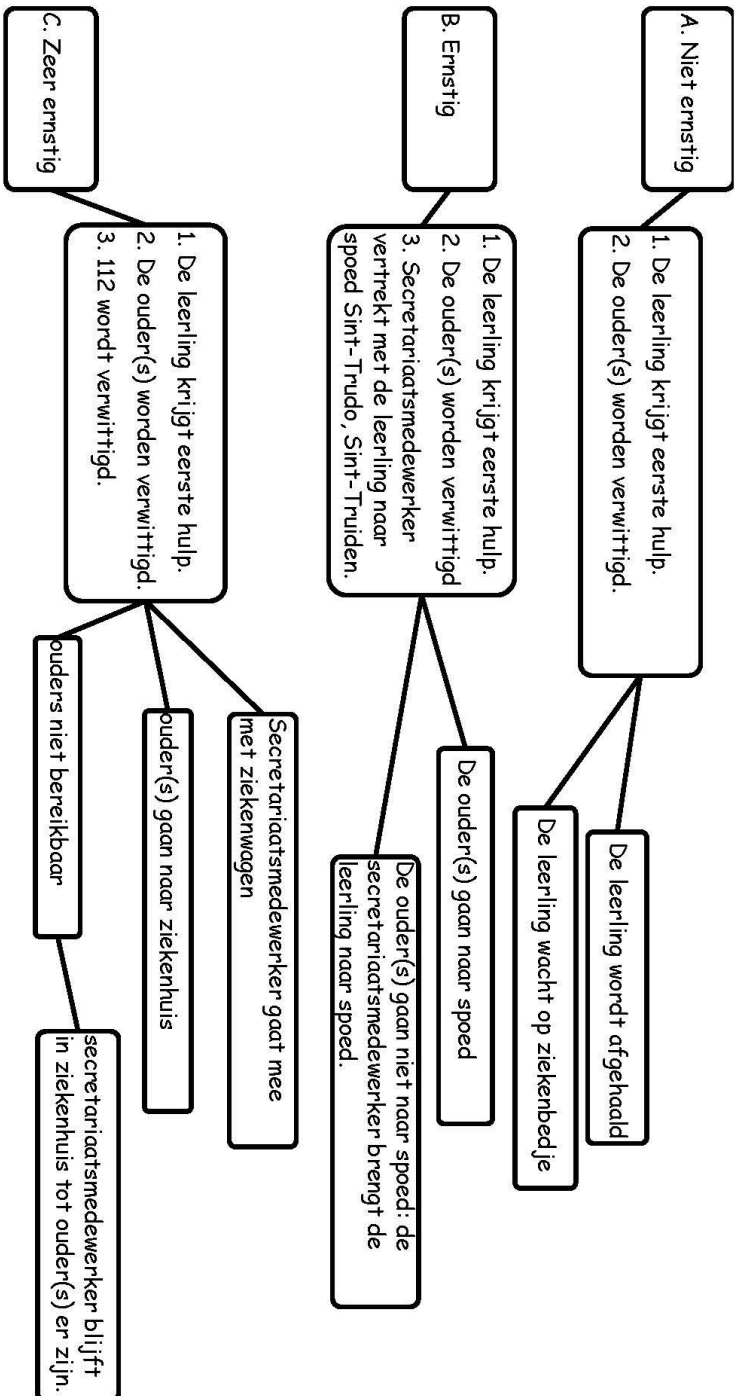 A. Niet ernstig
1. De leerling krijgt eerste hulp.
2. De ouder(s) worden verwittigd.
De leerling wordt afgehaald
De leerling wacht op ziekenbedje
B. Ernstig
1. De leerling krijgt eerste hulp.
2. De ouder(s) worden verwittigd
3. Secretariaatsmedewerker
vertrekt met de leerling naar
spoed Sint-Trudo, Sint-Truiden.
De ouder(s) gaan naar spoed
De ouder(s) gaan niet naar spoed: de
secretariaatsmedewerker brengt de
leerling naar spoed.
C. Zeer ernstig
1. De leerling krijgt eerste hulp.
2. De ouder(s) worden verwittigd.
3. 112 wordt verwittigd.
Secretariaatsmedewerker gaat mee
met ziekenwagen
ouder(s) gaan naar ziekenhuis
ouders niet bereikbaar
secretariaatsmedewerker blijft
in ziekenhuis tot ouder(s) er zijn.